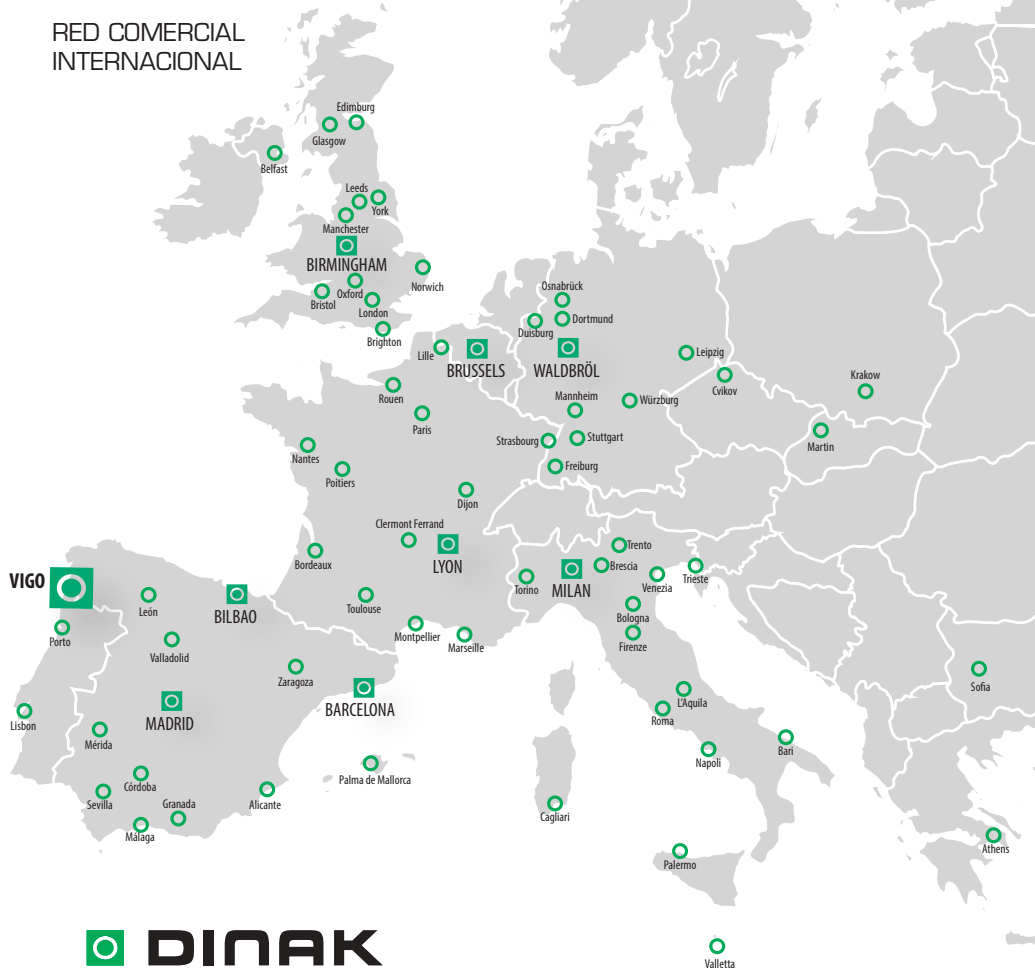 RED COMERCIAL
INTERNACIONAL
Edimburg
Glasgow
Belfast
Leeds
York
Manchester
BIRMINGHAM
Norwich
Oxford
Bristol
London
Brighton
Osnabrück
Dortmund
Duisburg
Lille
BRUSSELS
WALDBRÖL
Leipzig
Cvikov
Krakow
Rouen
Mannheim
Würzburg
Paris
Martin
Strasbourg
Stuttgart
Nantes
Freiburg
Poitiers
Dijon
Clermont Ferrand
LYON
Bordeaux
Trento
Brescia
Torino
MILAN
Venezia
Trieste
VIGO
León
BILBAO
Toulouse
Bologna
Porto
Valladolid
Montpellier
Marseille
Firenze
Zaragoza
BARCELONA
Sofia
Lisbon
MADRID
L'Aquila
Roma
Mérida
Bari
Napoli
Palma de Mallorca
Córdoba
Sevilla
Granada
Alicante
Málaga
Cagliari
Athens
Palermo
DINAK
Valletta